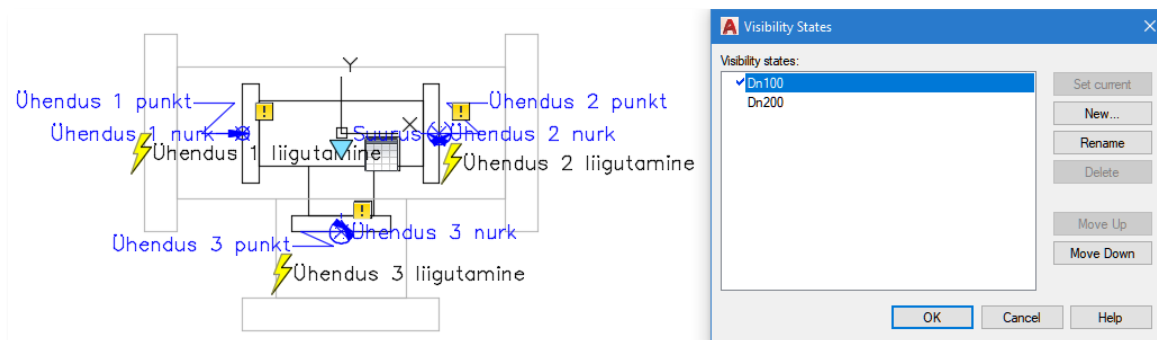 Y
Ühendus 1 punkt
Ühendus 2 punkt
Ühendus 1 nurk
X
Suurus
Ühendus 2 nurk
Ühendus 1 liigutamine
Ühendus 2 liigutamine
Ühendus 3 punkt
Ühendus 3 nurk
Ühendus 3 liigutamine
A Visibility States
Visibility states:
Dn100
Dn200
Set current
New...
Rename
Delete
Move Up
Move Down
OK
Cancel
Help